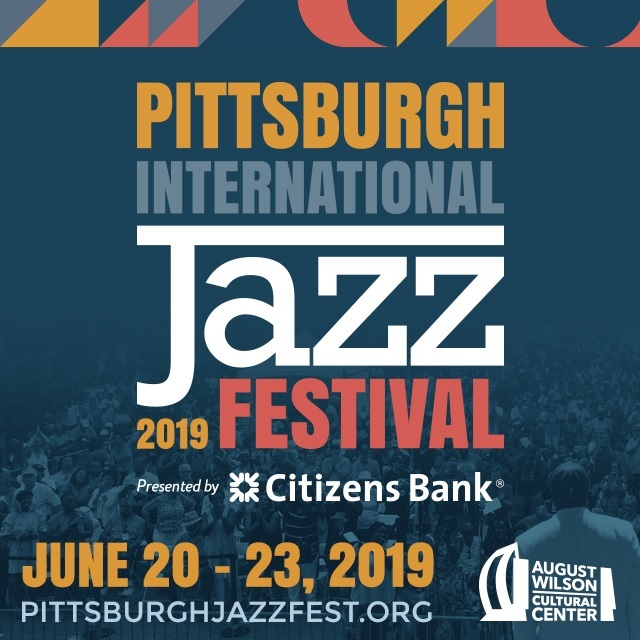 PITTSBURGH
INTERNATIONAL
Jazz
2019 FESTIVAL
Presented by Citizens Bank®
JUNE 20 - 23, 2019
PITTSBURGHJAZZFEST.ORG
AUGUST
WILSON
CULTURAL
CENTER